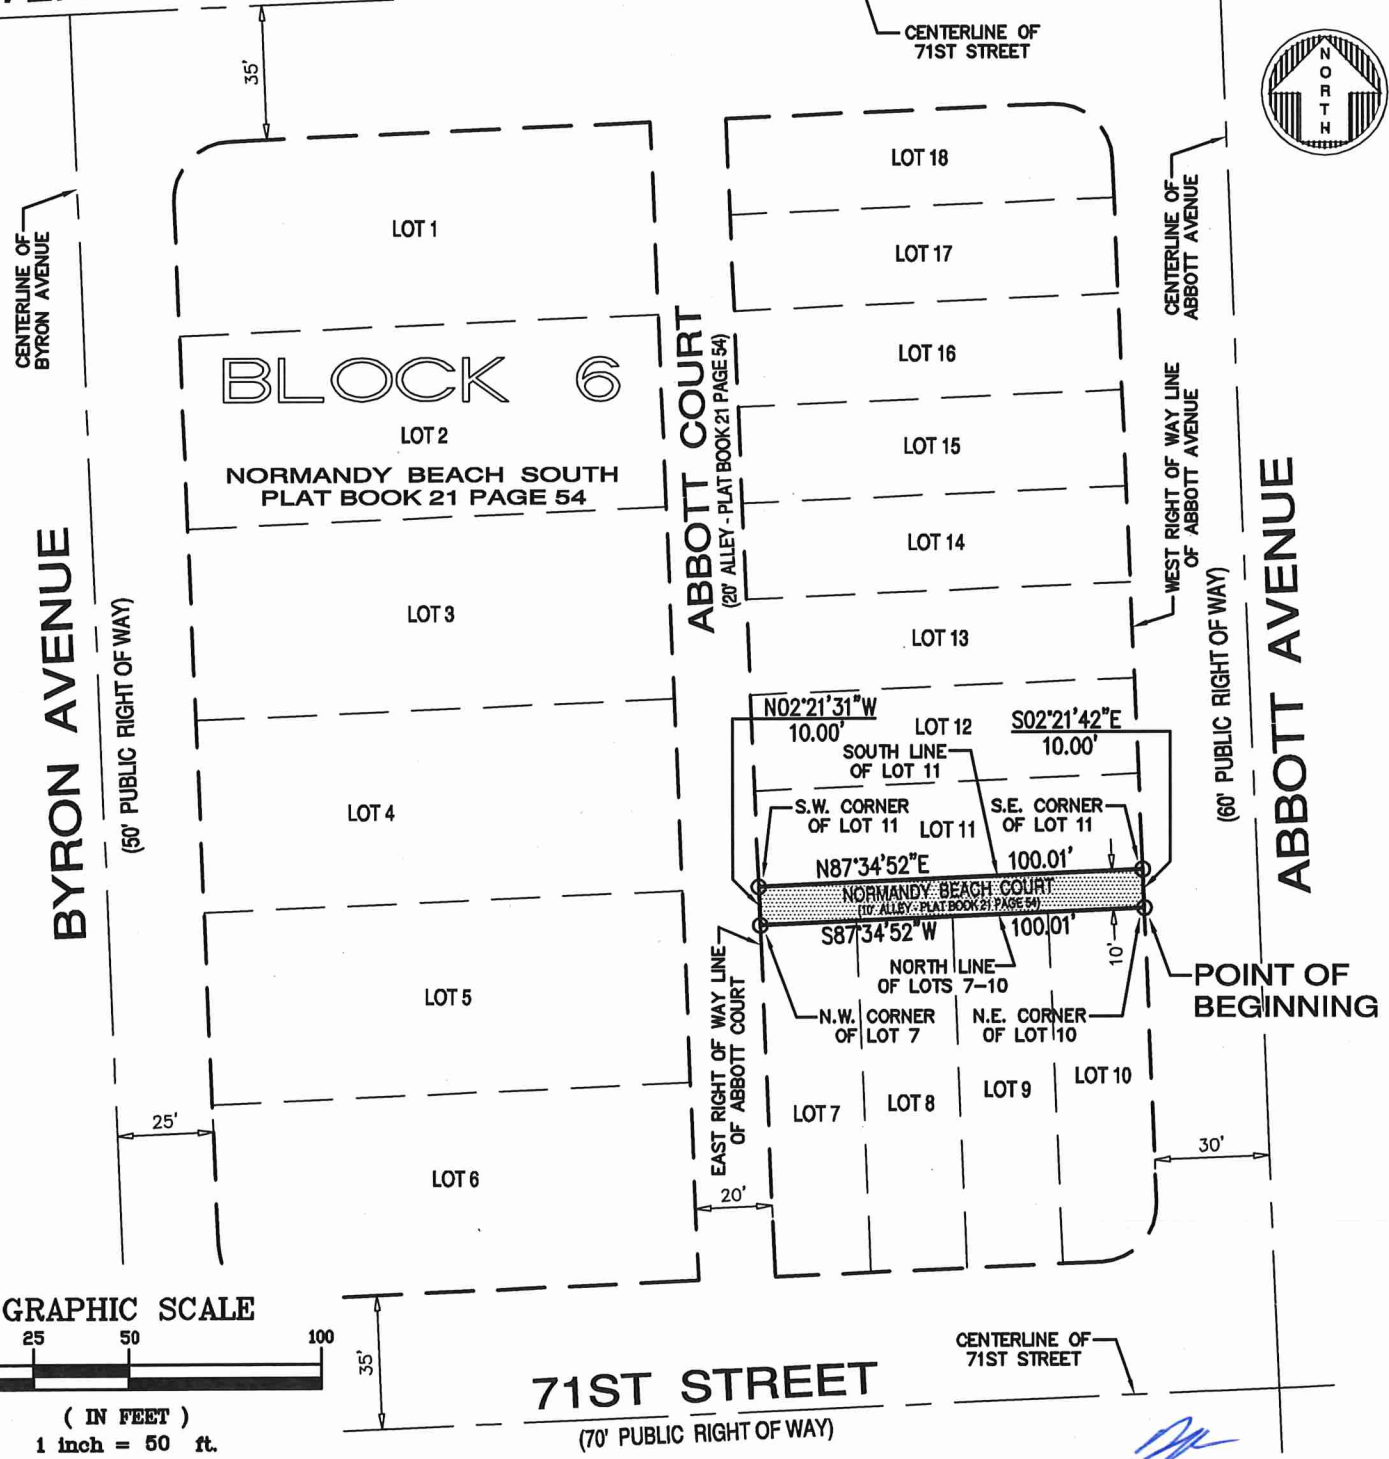 CENTERLINE OF
71ST STREET
NORTH
35'
CENTERLINE OF
BYRON AVENUE
LOT 1
LOT 18
LOT 17
CENTERLINE OF
ABBOTT AVENUE
BLOCK 6
LOT 2
NORMANDY BEACH SOUTH
PLAT BOOK 21 PAGE 54
ABBOTT COURT
(20' ALLEY - PLAT BOOK 21 PAGE 54)
LOT 16
LOT 15
LOT 14
LOT 13
WEST RIGHT OF WAY LINE
OF ABBOTT AVENUE
BYRON AVENUE
(50' PUBLIC RIGHT OF WAY)
LOT 3
LOT 4
LOT 5
LOT 6
(60' PUBLIC RIGHT OF WAY)
ABBOTT AVENUE
N02°21'31"W
10.00'
LOT 12
S02°21'42"E
10.00'
SOUTH LINE
OF LOT 11
S.W. CORNER
OF LOT 11
LOT 11
S.E. CORNER
OF LOT 11
N87°34'52"E 100.01'
NORMANDY BEACH COURT
(10' ALLEY - PLAT BOOK 21 PAGE 54)
S87°34'52"W 100.01'
10'
NORTH LINE
OF LOTS 7-10
POINT OF
BEGINNING
N.W. CORNER
OF LOT 7
N.E. CORNER
OF LOT 10
EAST RIGHT OF WAY LINE
OF ABBOTT COURT
LOT 7
LOT 8
LOT 9
LOT 10
25'
20'
30'
GRAPHIC SCALE
25 50 100
( IN FEET )
1 inch = 50 ft.
35'
71ST STREET
(70' PUBLIC RIGHT OF WAY)
CENTERLINE OF
71ST STREET